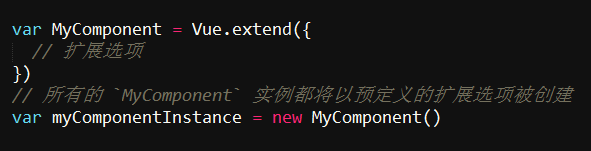 var MyComponent = Vue.extend({
  // 扩展选项
})
// 所有的 `MyComponent` 实例都将以预定义的扩展选项被创建
var myComponentInstance = new MyComponent()